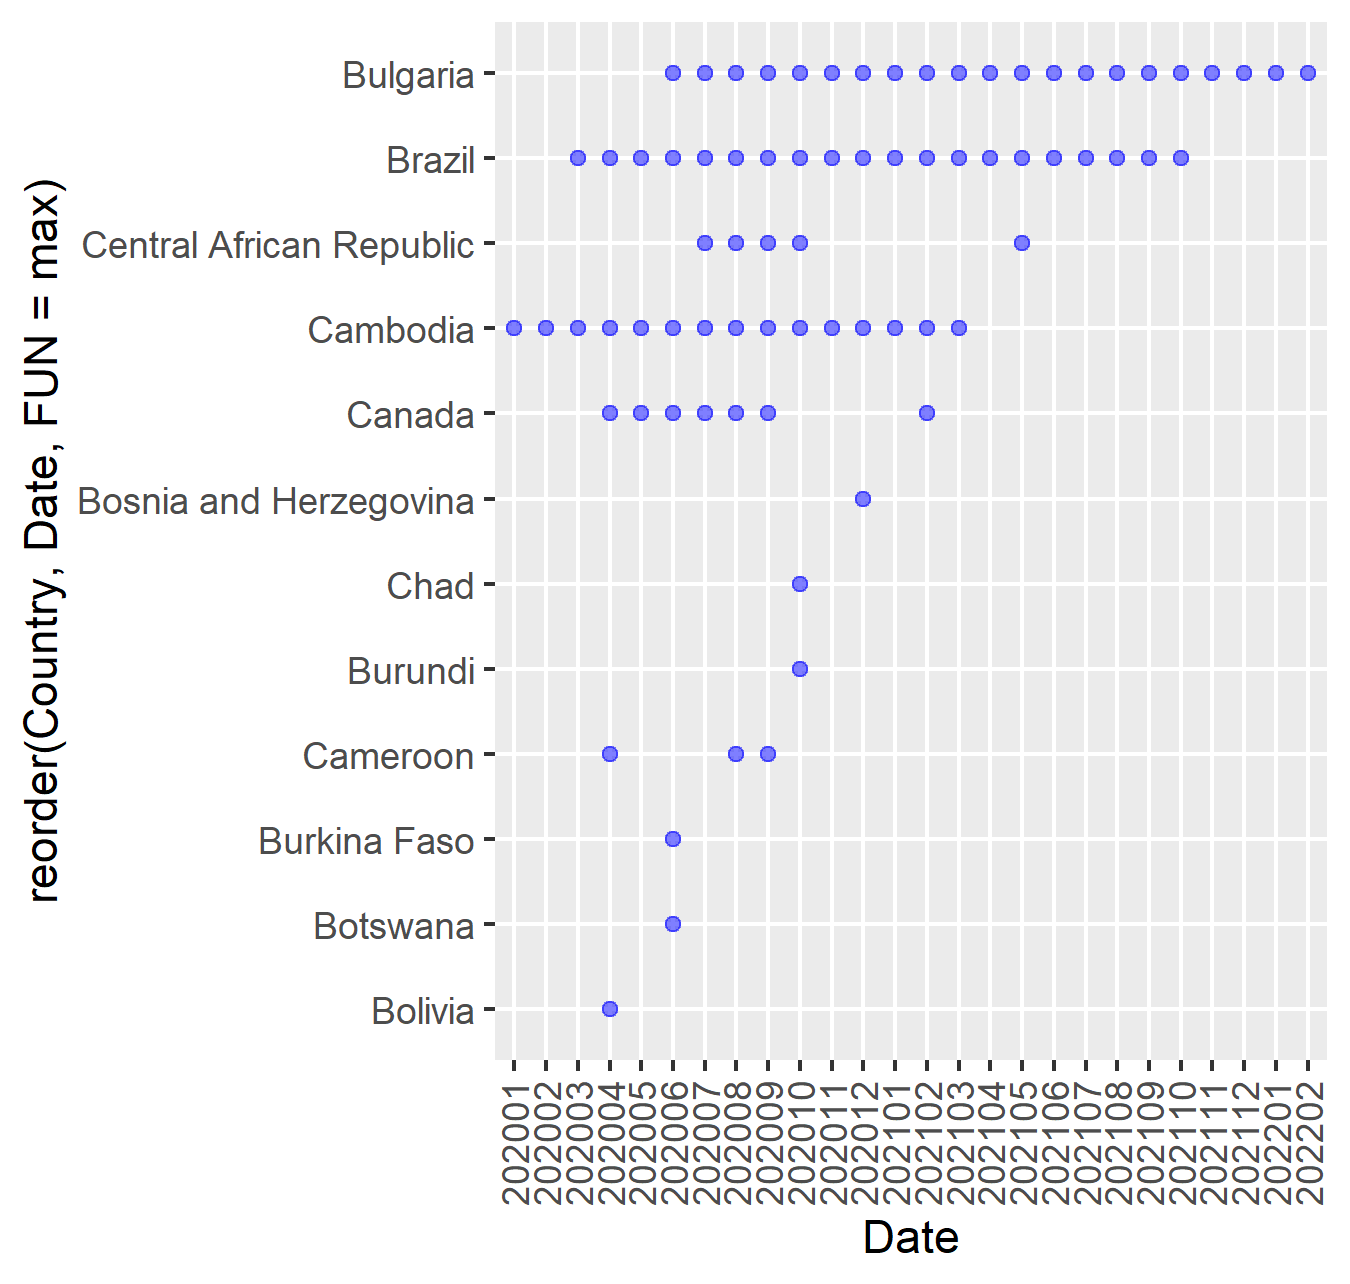 reorder(Country, Date, FUN = max)
Bulgaria
Brazil
Central African Republic
Cambodia
Canada
Bosnia and Herzegovina
Chad
Burundi
Cameroon
Burkina Faso
Botswana
Bolivia
202001
202002
202003
202004
202005
202006
202007
202008
202009
202010
202011
202012
202101
202102
202103
202104
202105
202106
202107
202108
202109
202110
202111
202112
202201
202202
Date